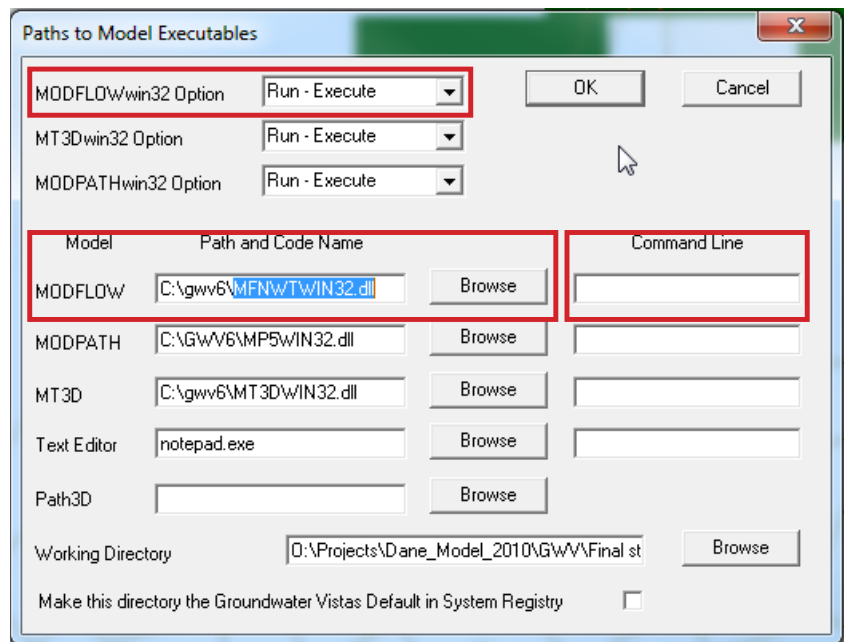 Paths to Model Executables
MODFLOWwin32 Option Run - Execute OK Cancel
MT3Dwin32 Option Run - Execute
MODPATHwin32 Option Run - Execute
Model Path and Code Name Command Line
MODFLOW C:\gwv6\MFNWTWIN32.dll Browse
MODPATH C:\GWV6\MP5WIN32.dll Browse
MT3D C:\gwv6\MT3DWIN32.dll Browse
Text Editor notepad.exe Browse
Path3D Browse
Working Directory O:\Projects\Dane_Model_2010\GWV\Final st Browse
Make this directory the Groundwater Vistas Default in System Registry